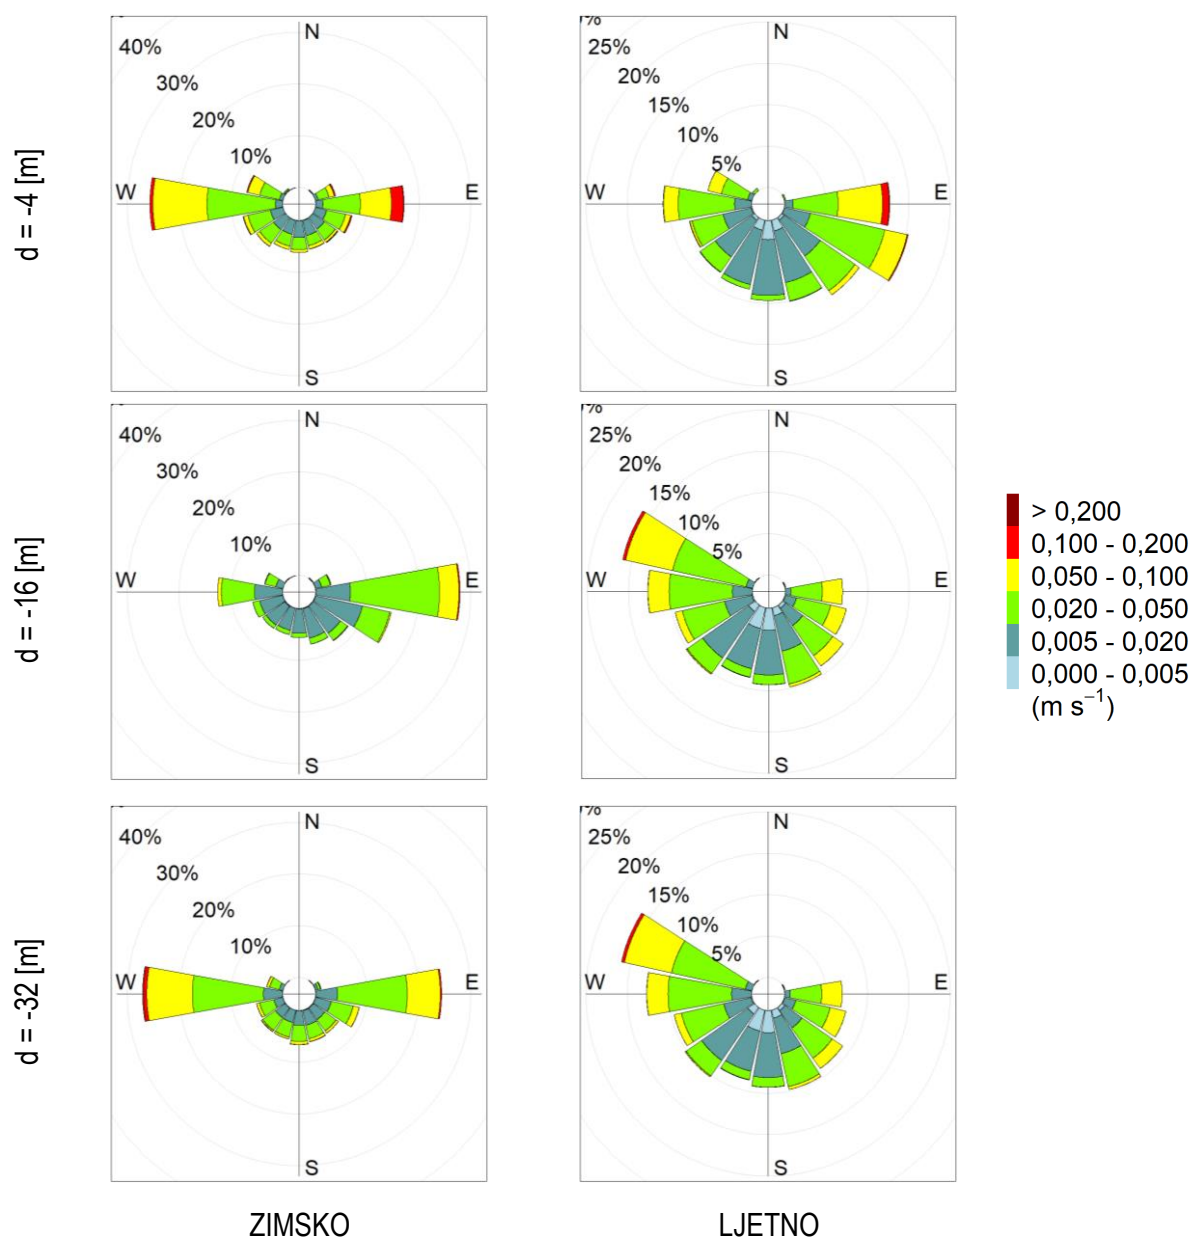 N
40%
30%
20%
10%
W
E
S
d = -4 [m]
%
N
25%
20%
15%
10%
5%
W
E
S
N
40%
30%
20%
10%
W
E
S
d = -16 [m]
%
N
25%
20%
15%
10%
5%
W
E
S
> 0,200
0,100 - 0,200
0,050 - 0,100
0,020 - 0,050
0,005 - 0,020
0,000 - 0,005
(m s⁻¹)
N
40%
30%
20%
10%
W
E
S
d = -32 [m]
%
N
25%
20%
15%
10%
5%
W
E
S
ZIMSKO
LJETNO